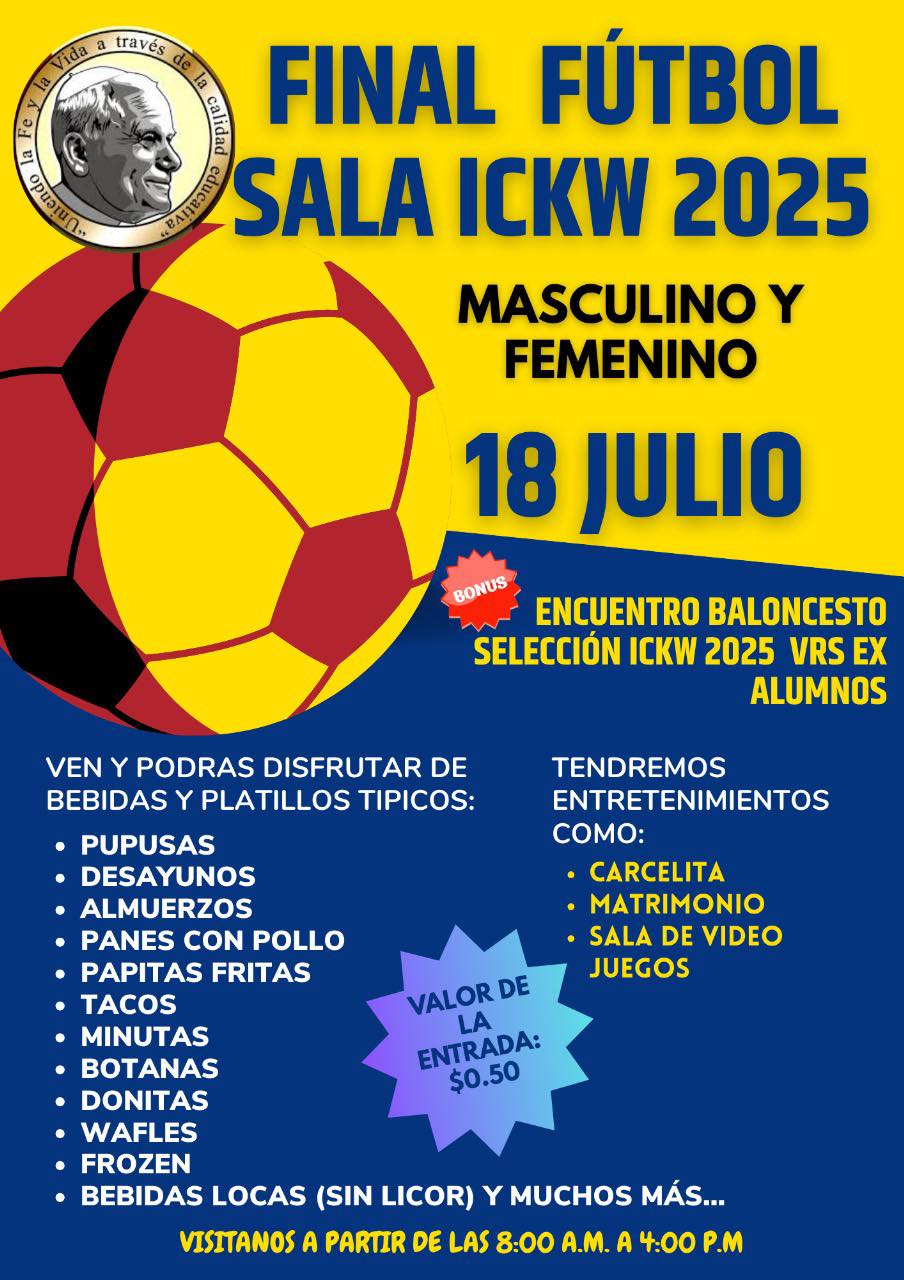 "Uniendo la Fe y la Vida a través de la calidad educativa"
FINAL FÚTBOL
SALA ICKW 2025
MASCULINO Y
FEMENINO
18 JULIO
BONUS
ENCUENTRO BALONCESTO
SELECCIÓN ICKW 2025 VRS EX
ALUMNOS
VEN Y PODRAS DISFRUTAR DE
BEBIDAS Y PLATILLOS TIPICOS:
• PUPUSAS
• DESAYUNOS
• ALMUERZOS
• PANES CON POLLO
• PAPITAS FRITAS
• TACOS
• MINUTAS
• BOTANAS
• DONITAS
• WAFLES
• FROZEN
• BEBIDAS LOCAS (SIN LICOR) Y MUCHOS MÁS...
TENDREMOS
ENTRETENIMIENTOS
COMO:
• CARCELITA
• MATRIMONIO
• SALA DE VIDEO
JUEGOS
VALOR DE
LA
ENTRADA:
$0.50
VISITANOS A PARTIR DE LAS 8:00 A.M. A 4:00 P.M